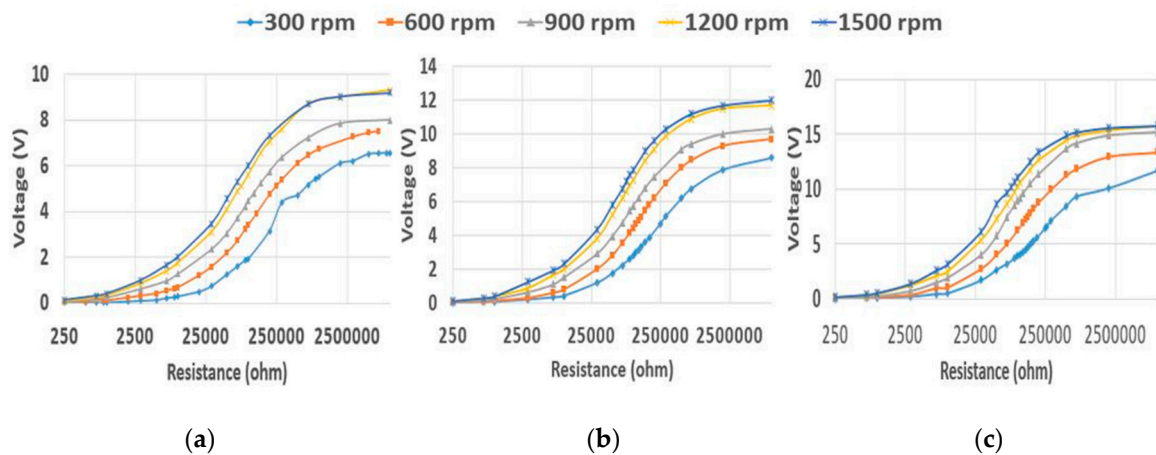 300 rpm 600 rpm 900 rpm 1200 rpm 1500 rpm
Voltage (V)
10
8
6
4
2
0
250 2500 25000 250000 2500000
Resistance (ohm)
(a)
Voltage (V)
14
12
10
8
6
4
2
0
250 2500 25000 250000 2500000
Resistance (ohm)
(b)
Voltage (V)
20
15
10
5
0
250 2500 25000 250000 2500000
Resistance (ohm)
(c)